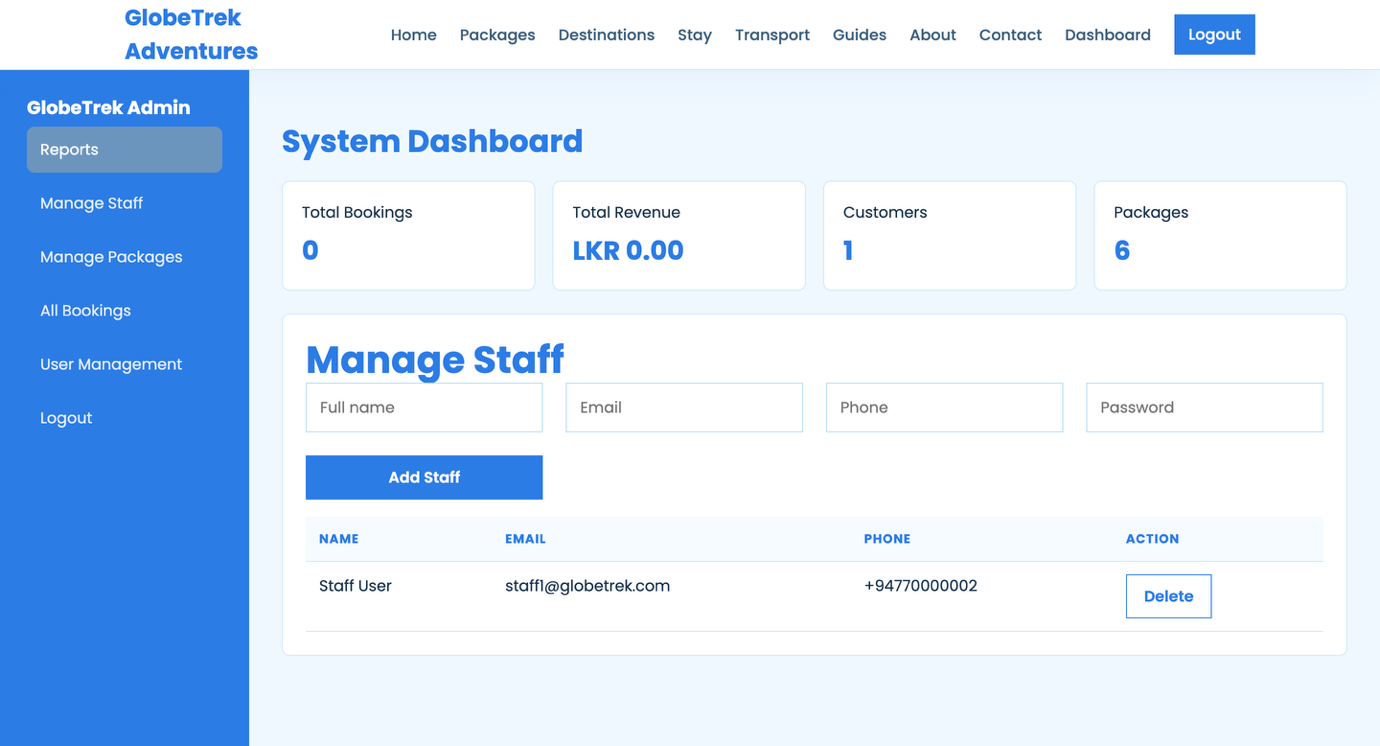 GlobeTrek
Adventures
Home Packages Destinations Stay Transport Guides About Contact Dashboard Logout
GlobeTrek Admin
Reports
Manage Staff
Manage Packages
All Bookings
User Management
Logout
System Dashboard
Total Bookings
0
Total Revenue
LKR 0.00
Customers
1
Packages
6
Manage Staff
Full name Email Phone Password
Add Staff
NAME EMAIL PHONE ACTION
Staff User staff1@globetrek.com +94770000002 Delete